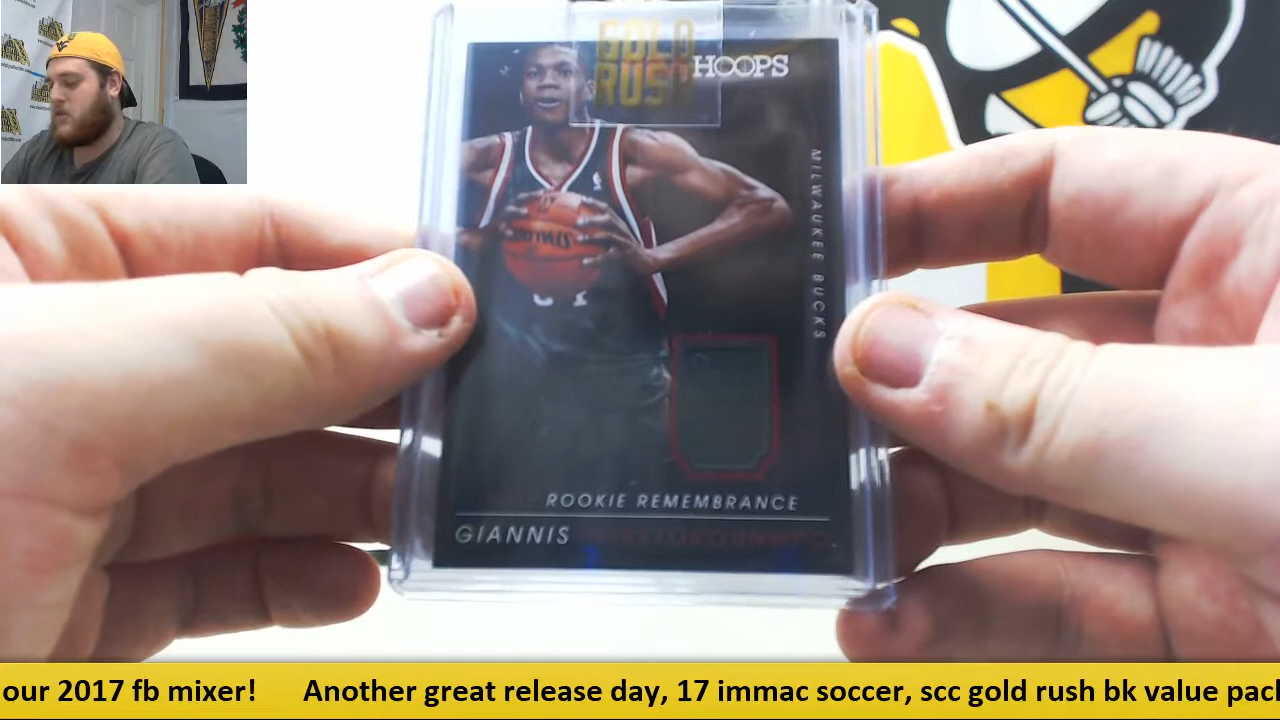 GOLD
RUSH
HOOPS
MILWAUKEE BUCKS
ROOKIE REMEMBRANCE
GIANNIS ANTETOKOUNMPO
our 2017 fb mixer! Another great release day, 17 immac soccer, scc gold rush bk value pack